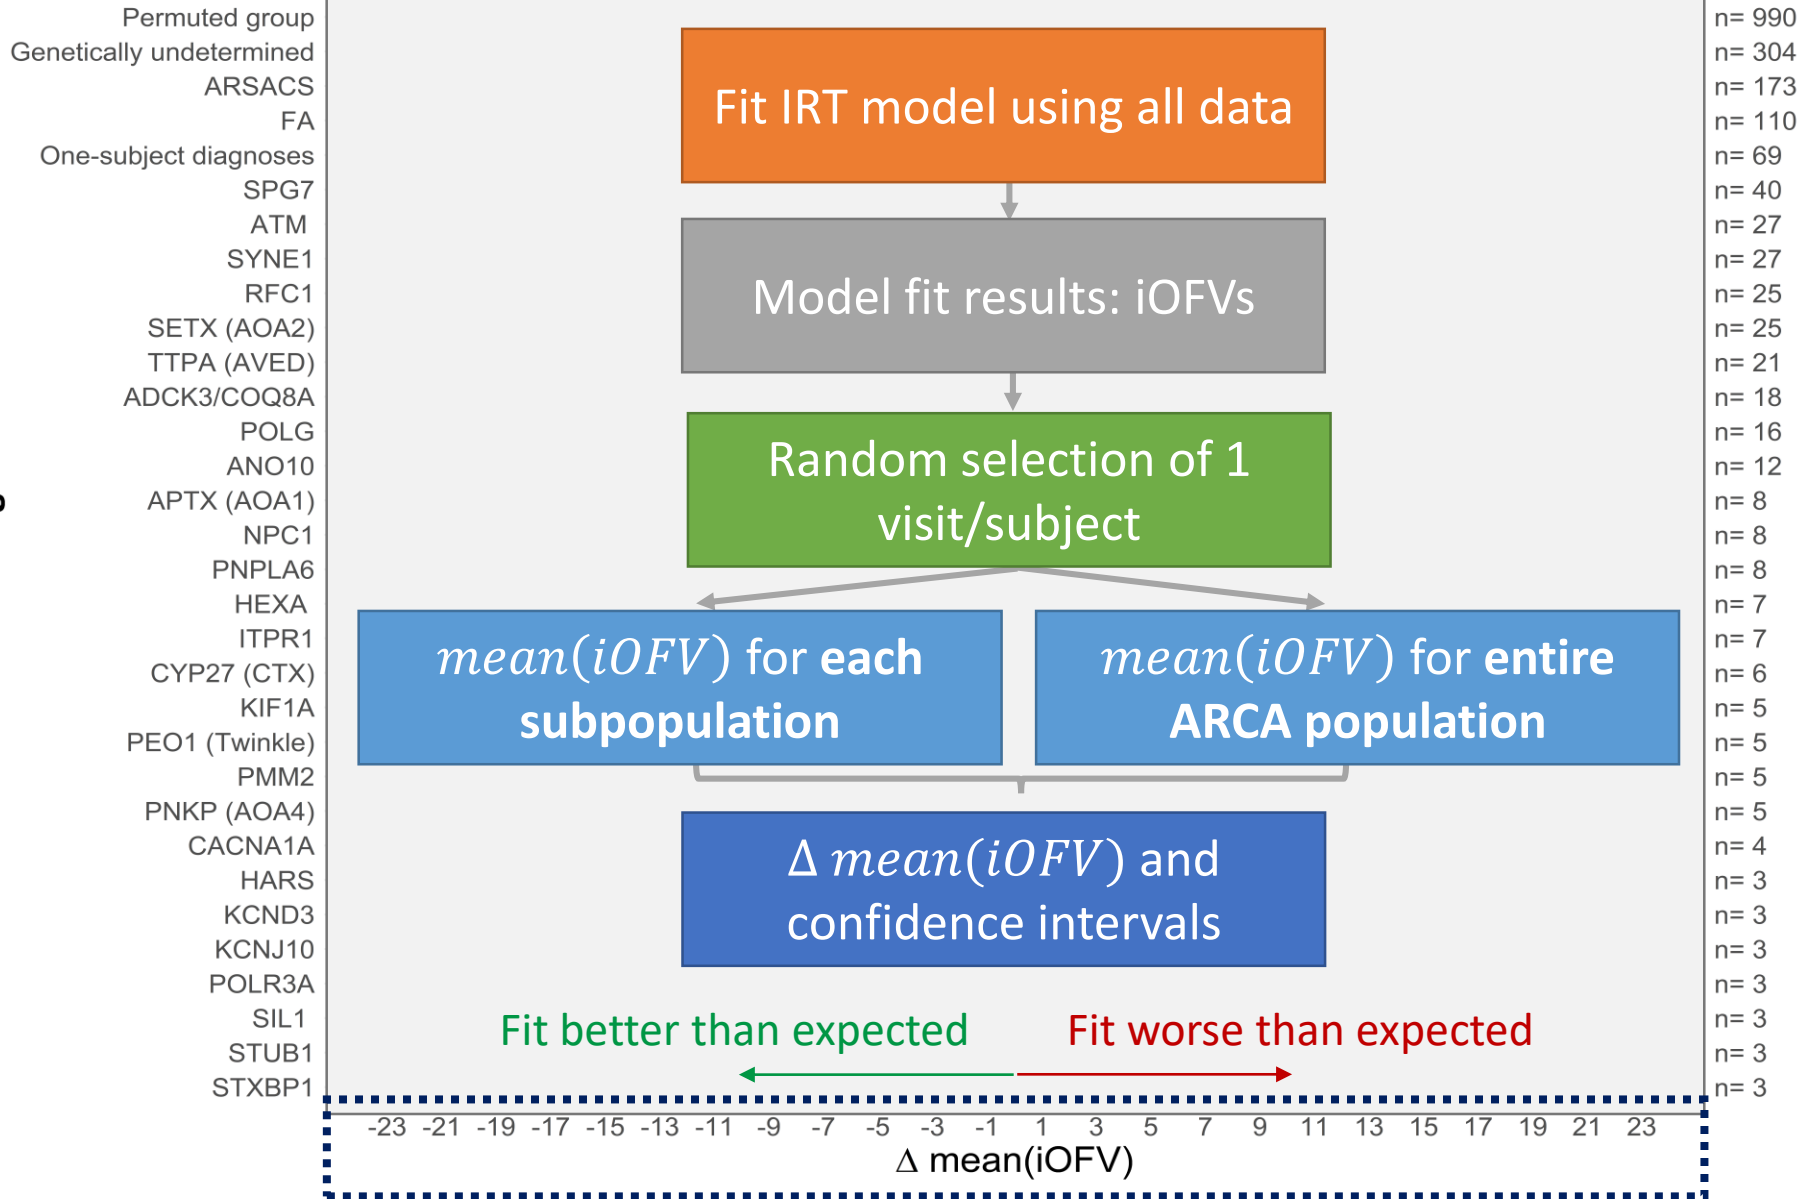 Permuted group n= 990
Genetically undetermined n= 304
ARSACS n= 173
FA n= 110
One-subject diagnoses n= 69
SPG7 n= 40
ATM n= 27
SYNE1 n= 27
RFC1 n= 25
SETX (AOA2) n= 25
TTPA (AVED) n= 21
ADCK3/COQ8A n= 18
POLG n= 16
ANO10 n= 12
APTX (AOA1) n= 8
NPC1 n= 8
PNPLA6 n= 8
HEXA n= 7
ITPR1 n= 7
CYP27 (CTX) n= 6
KIF1A n= 5
PEO1 (Twinkle) n= 5
PMM2 n= 5
PNKP (AOA4) n= 5
CACNA1A n= 4
HARS n= 3
KCND3 n= 3
KCNJ10 n= 3
POLR3A n= 3
SIL1 n= 3
STUB1 n= 3
STXBP1 n= 3
Fit IRT model using all data
Model fit results: iOFVs
Random selection of 1
visit/subject
mean(iOFV) for each
subpopulation
mean(iOFV) for entire
ARCA population
Δ mean(iOFV) and
confidence intervals
Fit better than expected
Fit worse than expected
-23 -21 -19 -17 -15 -13 -11 -9 -7 -5 -3 -1 1 3 5 7 9 11 13 15 17 19 21 23
Δ mean(iOFV)